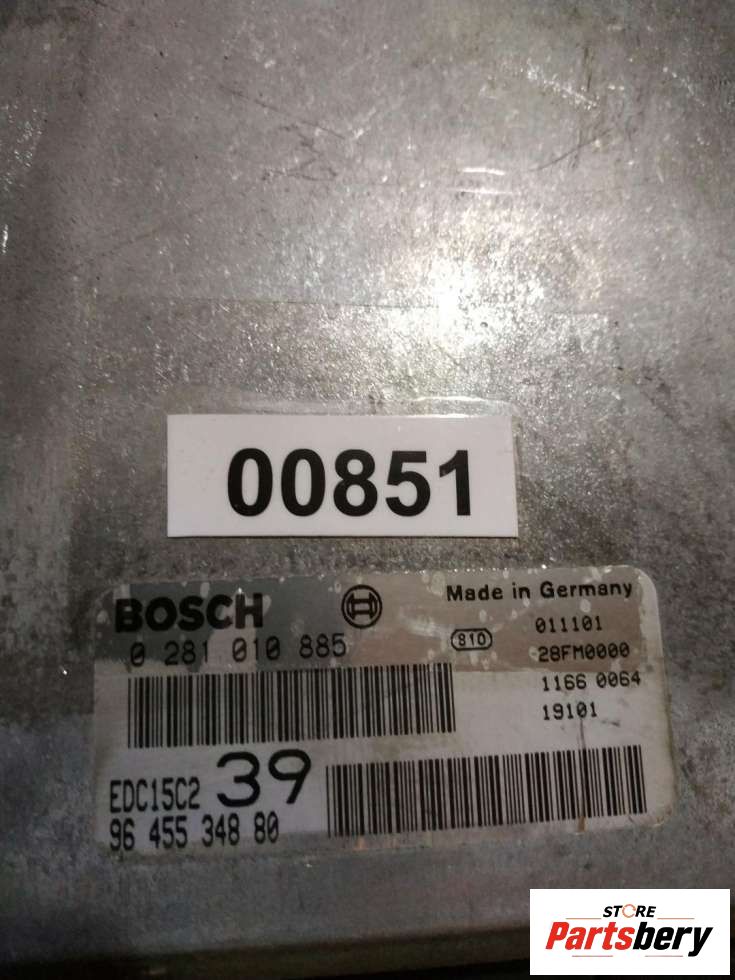 00851
BOSCH
Made in Germany
0 281 010 885
810
011101
28FM0000
1166 0064
19101
EDC15C2 39
96 455 348 80
STORE
Partsbery